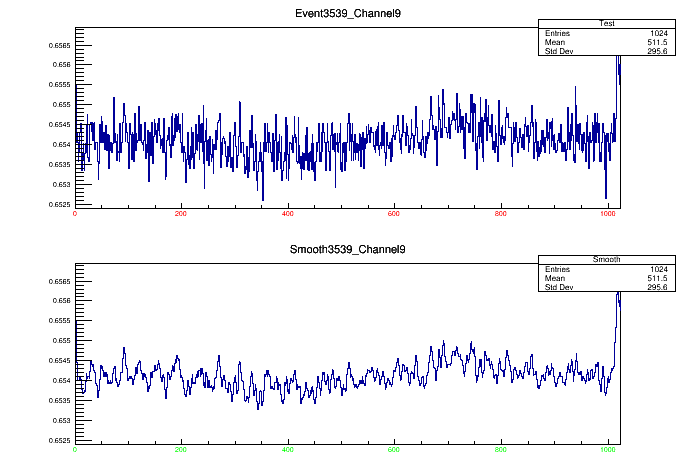 Event3539_Channel9
Test
Entries 1024
Mean 511.5
Std Dev 295.6
0.6565
0.656
0.6555
0.655
0.6545
0.654
0.6535
0.653
0.6525
0 200 400 600 800 1000
Smooth3539_Channel9
Smooth
Entries 1024
Mean 511.5
Std Dev 295.6
0.6565
0.656
0.6555
0.655
0.6545
0.654
0.6535
0.653
0.6525
0 200 400 600 800 1000